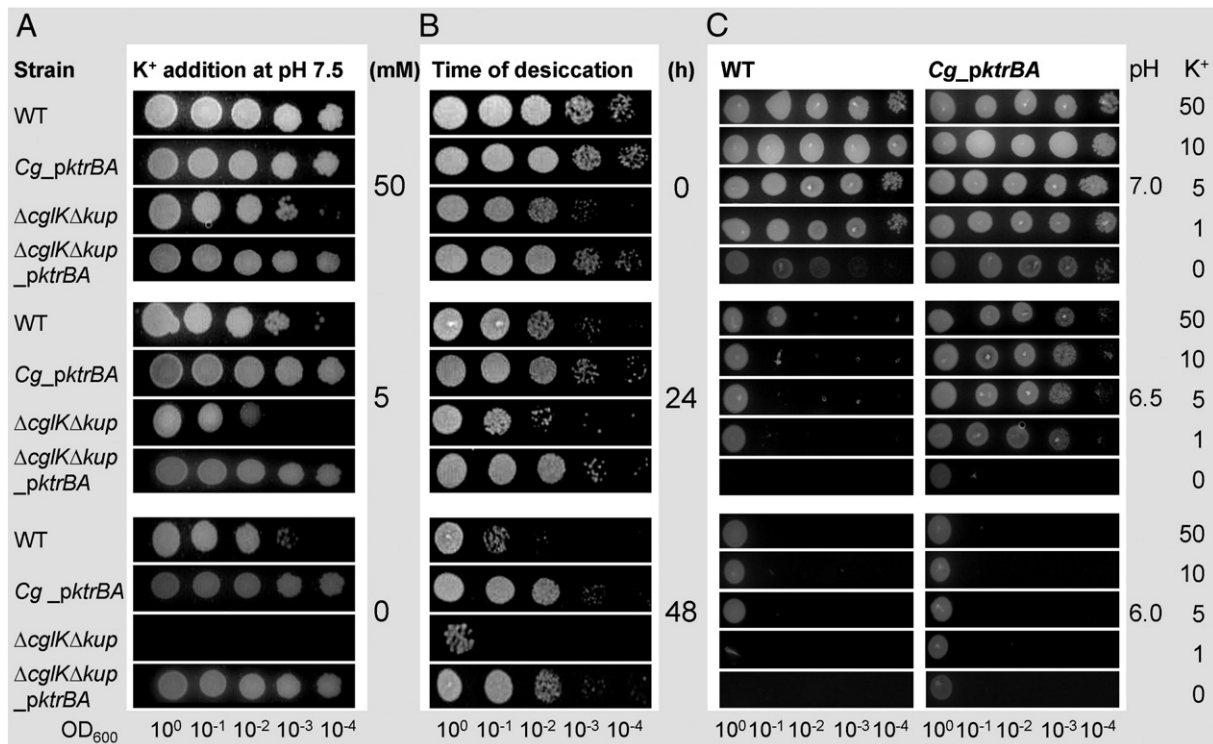 A B C
Strain K+ addition at pH 7.5 (mM) Time of desiccation (h) WT Cg_pktrBA pH K+
WT 50
Cg_pktrBA 10
50 0 7.0
ΔcglKΔkup 5
ΔcglKΔkup 1
_pktrBA 0
WT 50
Cg_pktrBA 10
5 24 6.5
ΔcglKΔkup 5
ΔcglKΔkup 1
_pktrBA 0
WT 50
Cg _pktrBA 10
0 48 6.0
ΔcglKΔkup 5
ΔcglKΔkup 1
_pktrBA 0
OD600 10⁰ 10⁻¹ 10⁻² 10⁻³ 10⁻⁴ 10⁰ 10⁻¹ 10⁻² 10⁻³ 10⁻⁴ 10⁰ 10⁻¹ 10⁻² 10⁻³ 10⁻⁴ 10⁰ 10⁻¹ 10⁻² 10⁻³ 10⁻⁴